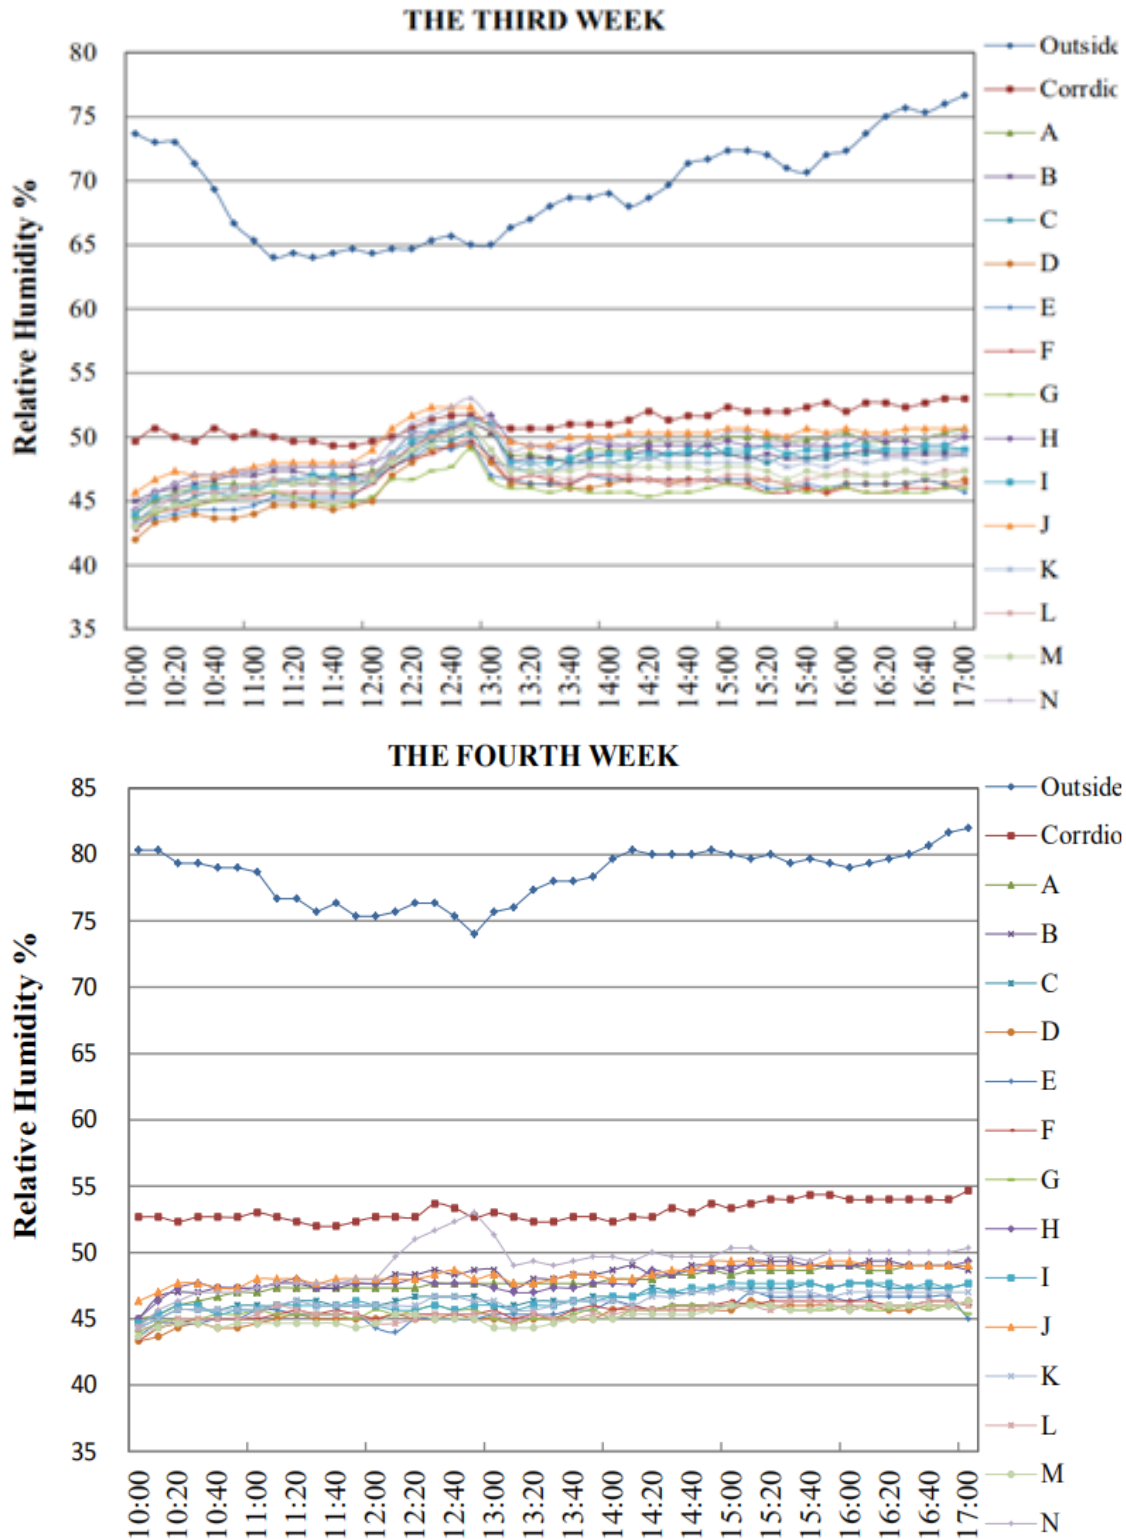 THE THIRD WEEK
Relative Humidity %
80
75
70
65
60
55
50
45
40
35
10:00
10:20
10:40
11:00
11:20
11:40
12:00
12:20
12:40
13:00
13:20
13:40
14:00
14:20
14:40
15:00
15:20
15:40
16:00
16:20
16:40
17:00
Outside
Corrdio
A
B
C
D
E
F
G
H
I
J
K
L
M
N
THE FOURTH WEEK
Relative Humidity %
85
80
75
70
65
60
55
50
45
40
35
10:00
10:20
10:40
11:00
11:20
11:40
12:00
12:20
12:40
13:00
13:20
13:40
14:00
14:20
14:40
15:00
15:20
15:40
16:00
16:20
16:40
17:00
Outside
Corrdio
A
B
C
D
E
F
G
H
I
J
K
L
M
N